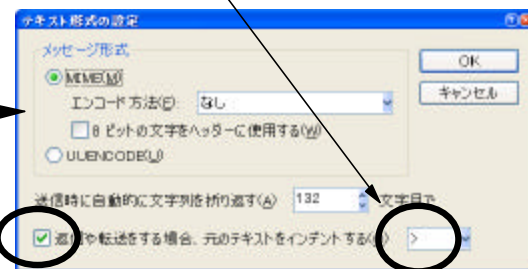 テキスト形式の設定
メッセージ形式
MIME(M)
エンコード方法(E): なし
8 ビットの文字をヘッダーに使用する(W)
UUENCODE(U)
OK
キャンセル
送信時に自動的に文字列を折り返す(A) 132 文字目で
返信や転送をする場合、元のテキストをインデントする >